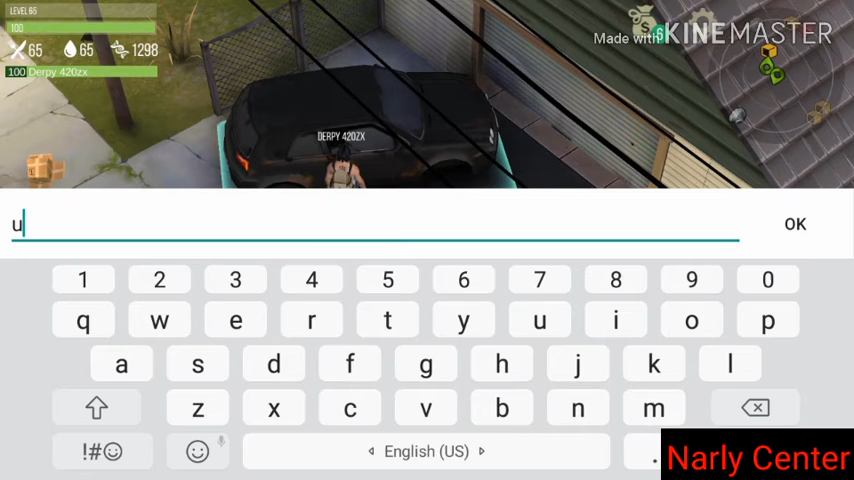 LEVEL 65
100
65 65 1298
100 Derpy 420zx
6
Made with KINEMASTER
DERPY 420ZX
u
OK
1 2 3 4 5 6 7 8 9 0
q w e r t y u i o p
a s d f g h j k l
z x c v b n m
!#☺ English (US) .
Narly Center